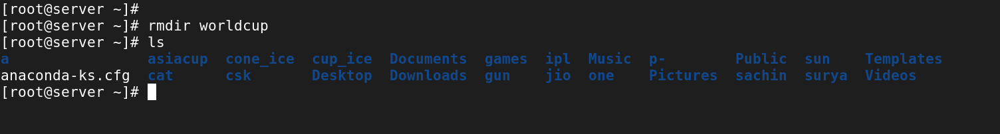 [root@server ~]#
[root@server ~]# rmdir worldcup
[root@server ~]# ls
a                asiacup  cone_ice  cup_ice  Documents  games  ipl  Music  p-        Public  sun    Templates
anaconda-ks.cfg  cat      csk       Desktop  Downloads  gun    jio  one    Pictures  sachin  surya  Videos
[root@server ~]#